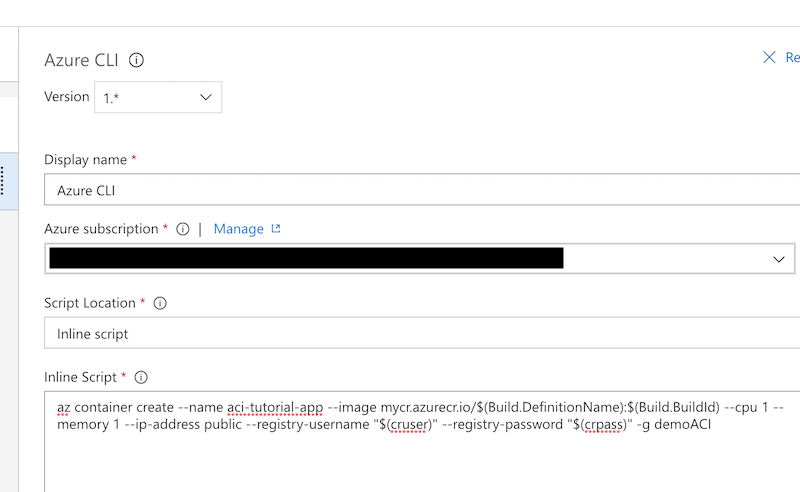 Azure CLI
Re
Version 1.*
Display name *
Azure CLI
Azure subscription * | Manage
Script Location *
Inline script
Inline Script *
az container create --name aci-tutorial-app --image mycr.azurecr.io/$(Build.DefinitionName):$(Build.BuildId) --cpu 1 --
memory 1 --ip-address public --registry-username "$(cruser)" --registry-password "$(crpass)" -g demoACI